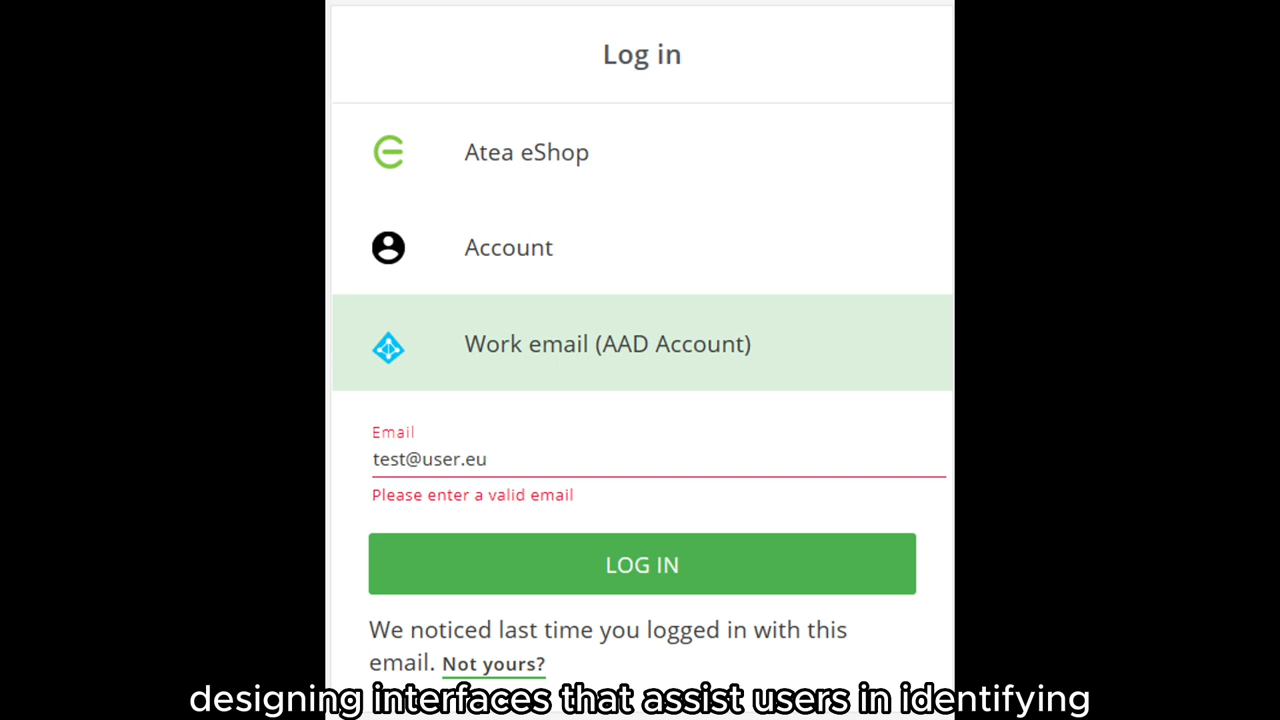 Log in
Atea eShop
Account
Work email (AAD Account)
Email
test@user.eu
Please enter a valid email
LOG IN
We noticed last time you logged in with this
email. Not yours?
designing interfaces that assist users in identifying